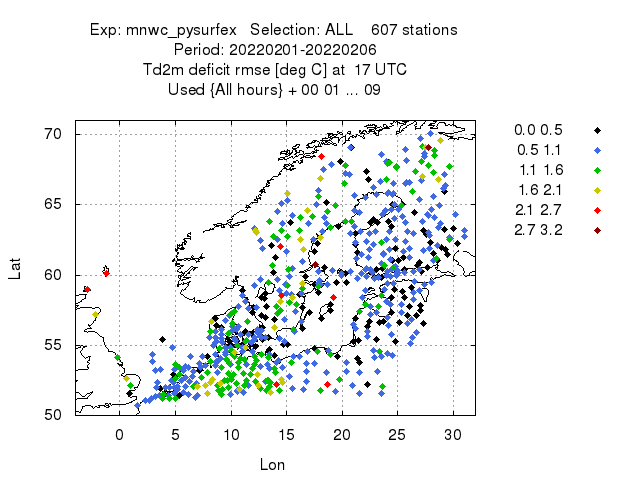 Exp: mnwc_pysurfex   Selection: ALL    607 stations
Period: 20220201-20220206
Td2m deficit rmse [deg C] at  17 UTC
Used {All hours} + 00 01 ... 09
70
65
60
55
50
0 5 10 15 20 25 30
Lat
Lon
0.0 0.5
0.5 1.1
1.1 1.6
1.6 2.1
2.1 2.7
2.7 3.2